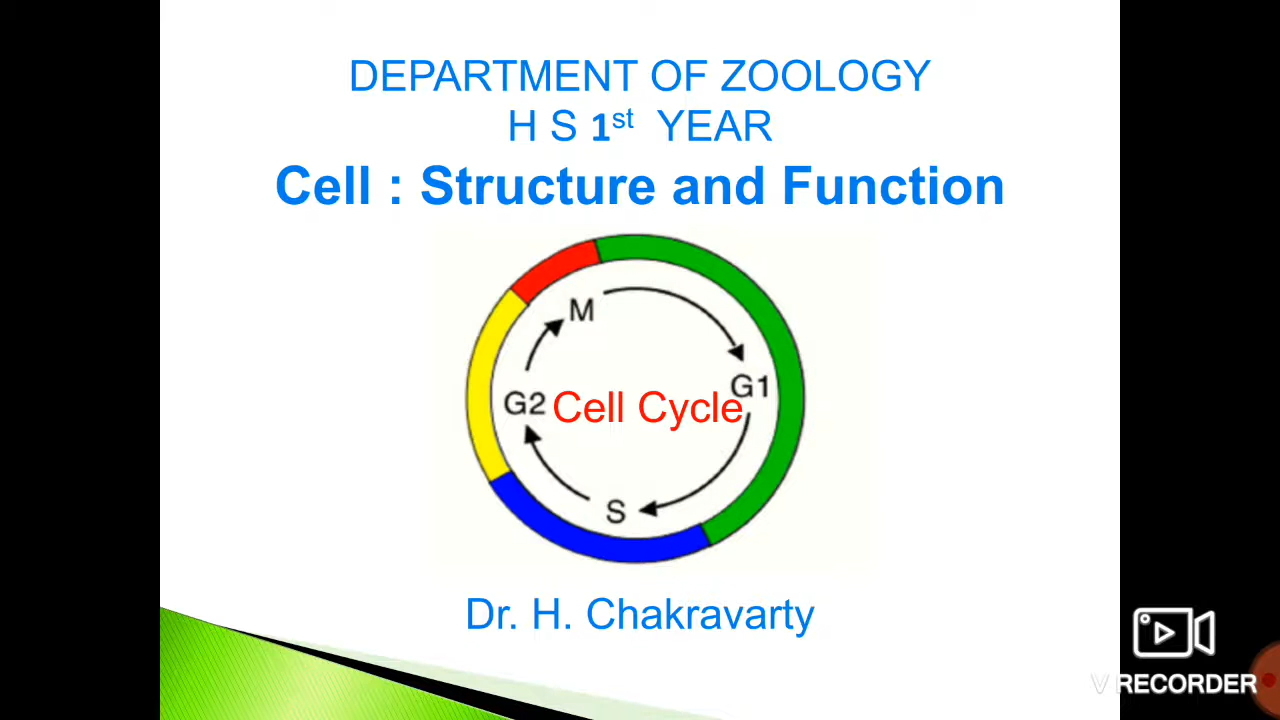 DEPARTMENT OF ZOOLOGY
H S 1st YEAR
Cell : Structure and Function
M
G1
G2
Cell Cycle
S
Dr. H. Chakravarty
V RECORDER